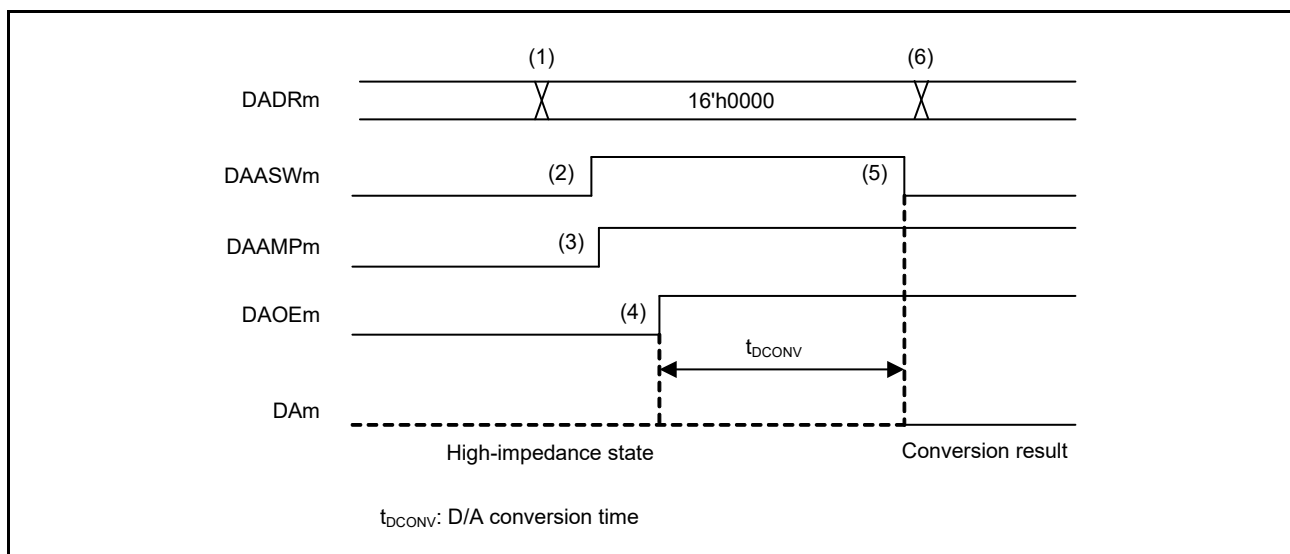 (1) (6)
DADRm 16'h0000
DAASWm (2) (5)
DAAMPm (3)
DAOEm (4)
tDCONV
DAm
High-impedance state Conversion result
tDCONV: D/A conversion time